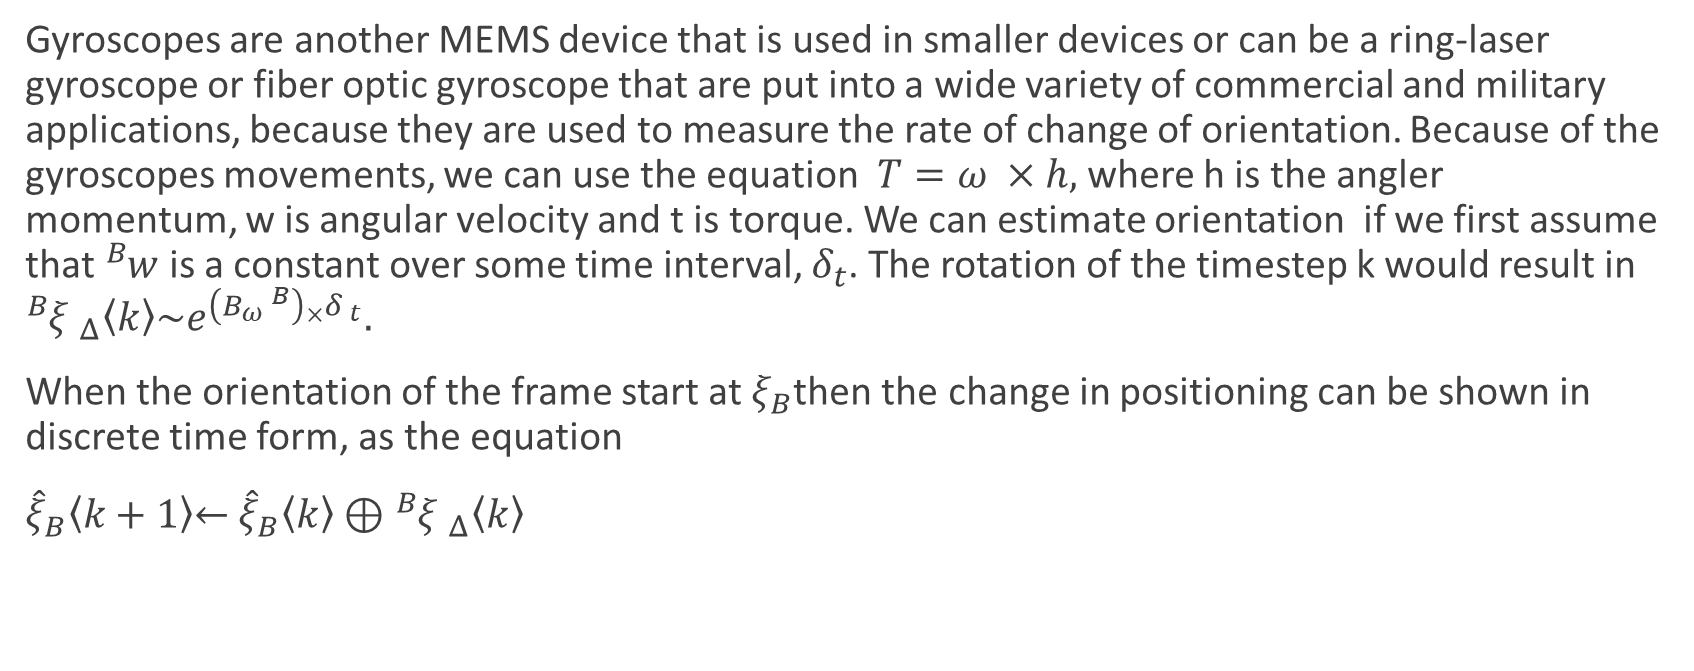 Gyroscopes are another MEMS device that is used in smaller devices or can be a ring-laser
gyroscope or fiber optic gyroscope that are put into a wide variety of commercial and military
applications, because they are used to measure the rate of change of orientation. Because of the
gyroscopes movements, we can use the equation T = ω × h, where h is the angler
momentum, w is angular velocity and t is torque. We can estimate orientation if we first assume
that ᴮw is a constant over some time interval, δₜ. The rotation of the timestep k would result in
ᴮξ_Δ⟨k⟩~e^((Bω^B)_×δ t).
When the orientation of the frame start at ξ_B then the change in positioning can be shown in
discrete time form, as the equation
ξ̂_B⟨k + 1⟩← ξ̂_B⟨k⟩ ⊕ ᴮξ_Δ⟨k⟩